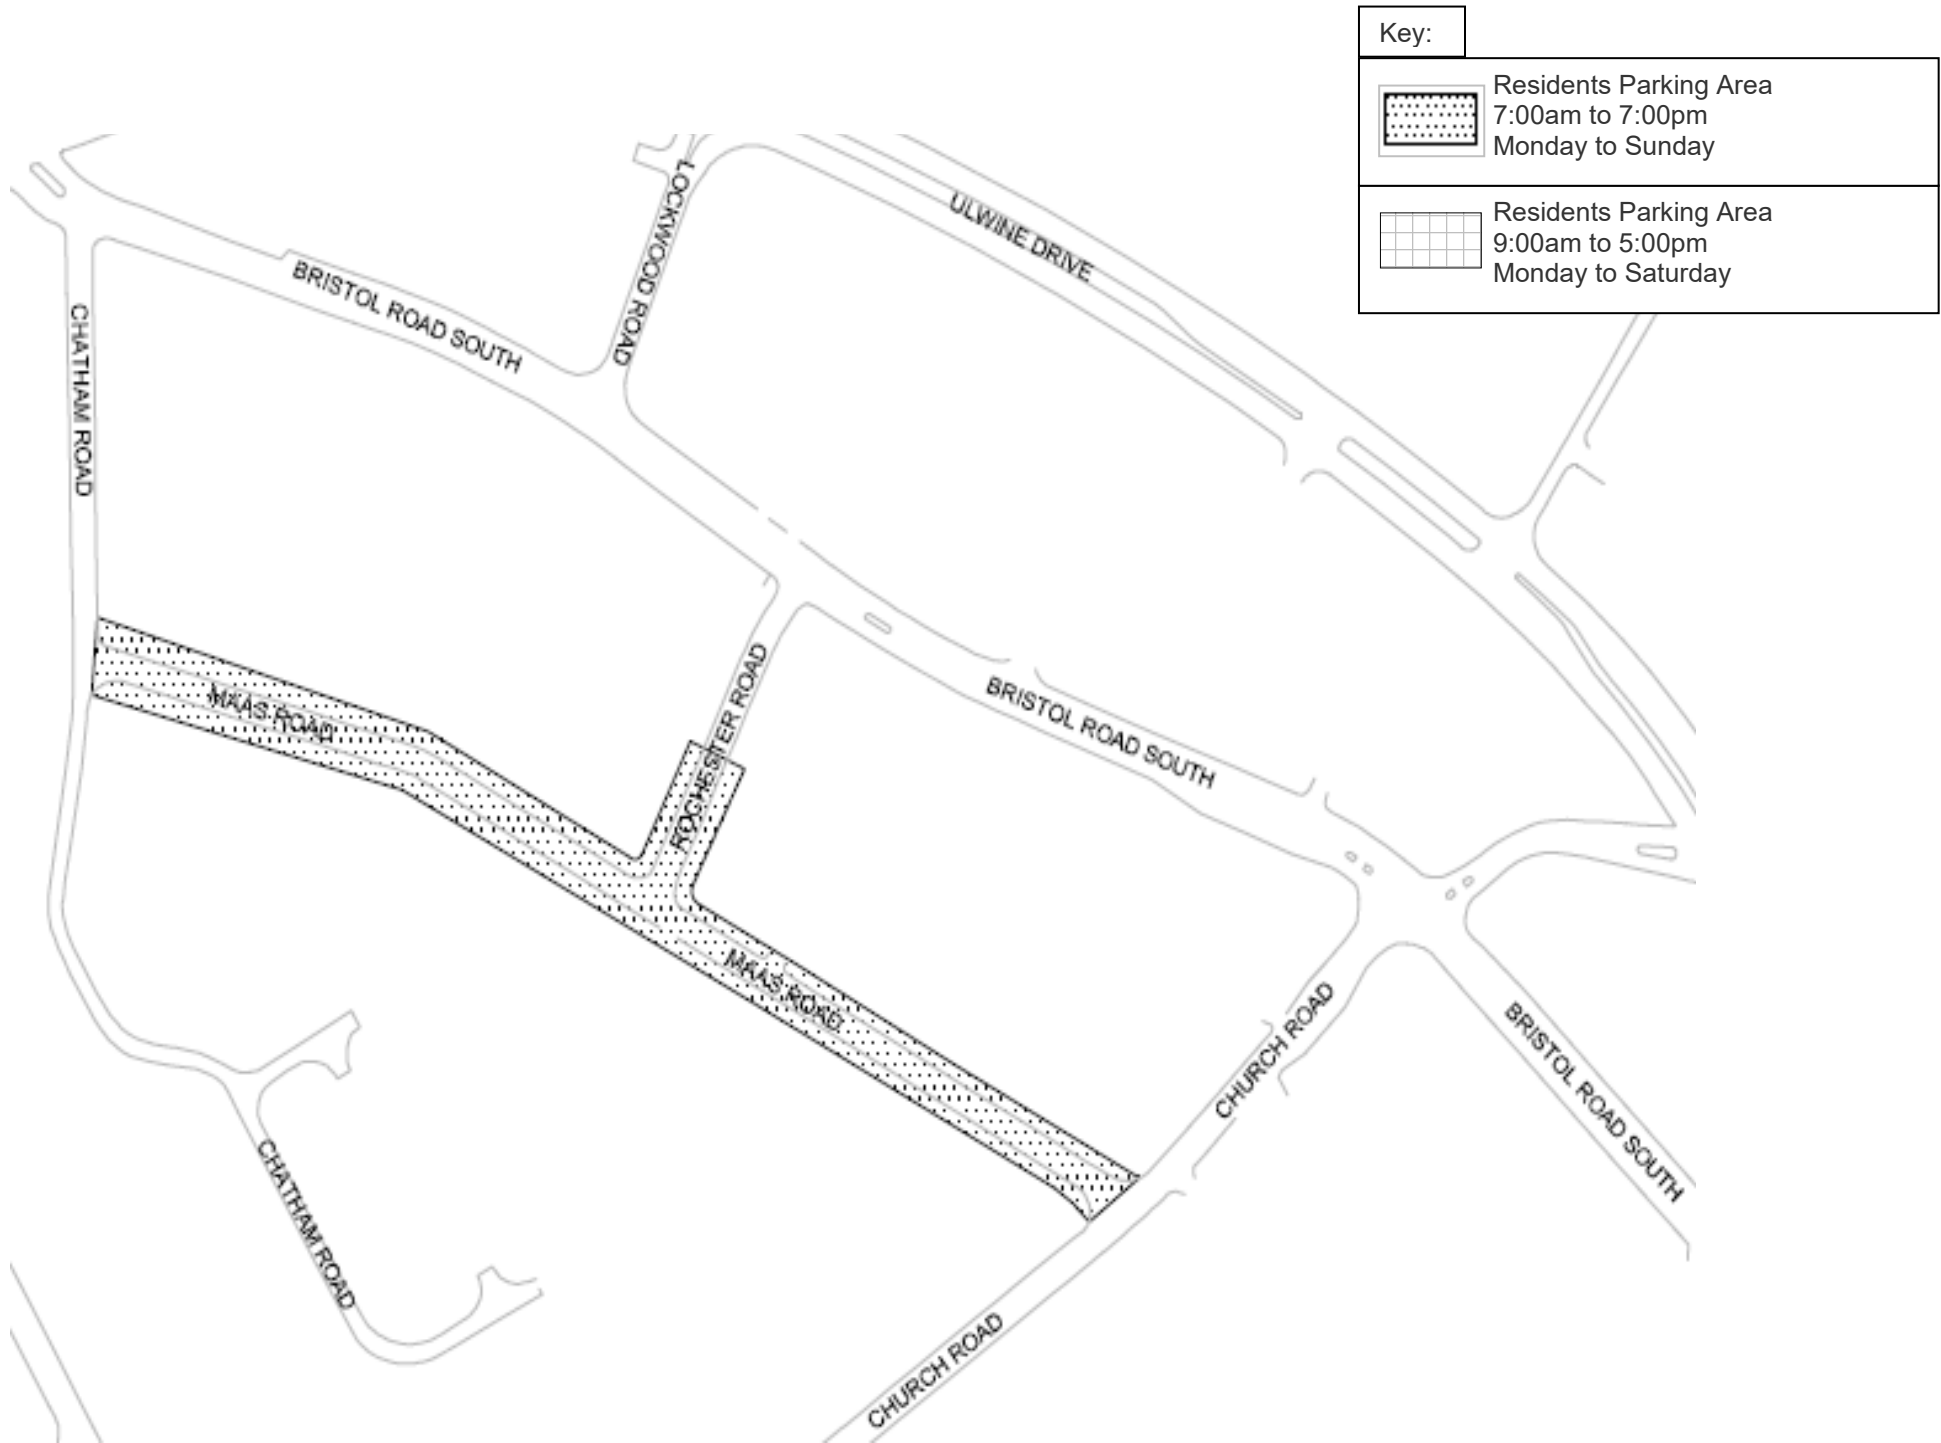 Key:
Residents Parking Area
7:00am to 7:00pm
Monday to Sunday
Residents Parking Area
9:00am to 5:00pm
Monday to Saturday
LOCKWOOD ROAD
ULWINE DRIVE
BRISTOL ROAD SOUTH
CHATHAM ROAD
MAAS ROAD
ROCHESTER ROAD
BRISTOL ROAD SOUTH
MAAS ROAD
CHURCH ROAD
BRISTOL ROAD SOUTH
CHATHAM ROAD
CHURCH ROAD